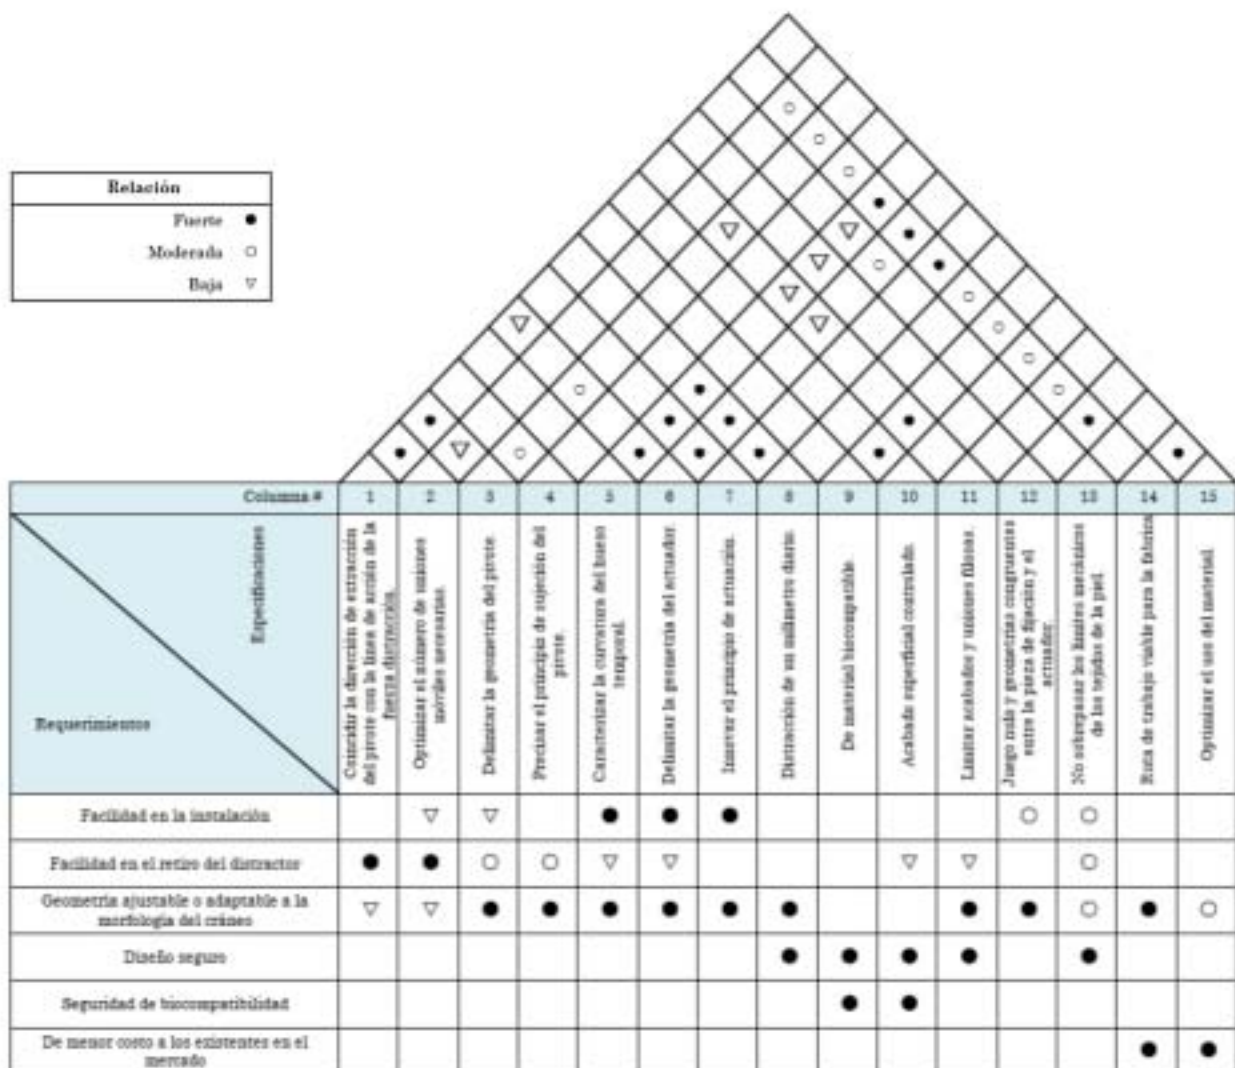 Relación
Fuerte ●
Moderada ○
Baja ▽
Columna # 1 2 3 4 5 6 7 8 9 10 11 12 13 14 15
Especificaciones
Requerimientos
Coincidir la dirección de extracción
del pivote con la línea de acción de la
fuerza distracción.
Optimizar el número de uniones
móviles necesarias.
Delimitar la geometría del pivote.
Precisar el principio de sujeción del
pivote.
Caracterizar la curvatura del hueso
temporal.
Delimitar la geometría del actuador.
Innovar el principio de actuación.
Distracción de un milímetro diario.
De material biocompatible.
Acabado superficial controlado.
Limitar acabados y uniones filosas.
Juego nulo y geometrías congruentes
entre la pieza de fijación y el
actuador
No sobrepasar los límites mecánicos
de los tejidos de la piel
Ruta de trabajo viable para la fabrica
Optimizar el uso del material
Facilidad en la instalación
Facilidad en el retiro del distractor
Geometría ajustable o adaptable a la
morfología del cráneo
Diseño seguro
Seguridad de biocompatibilidad
De menor costo a los existentes en el
mercado